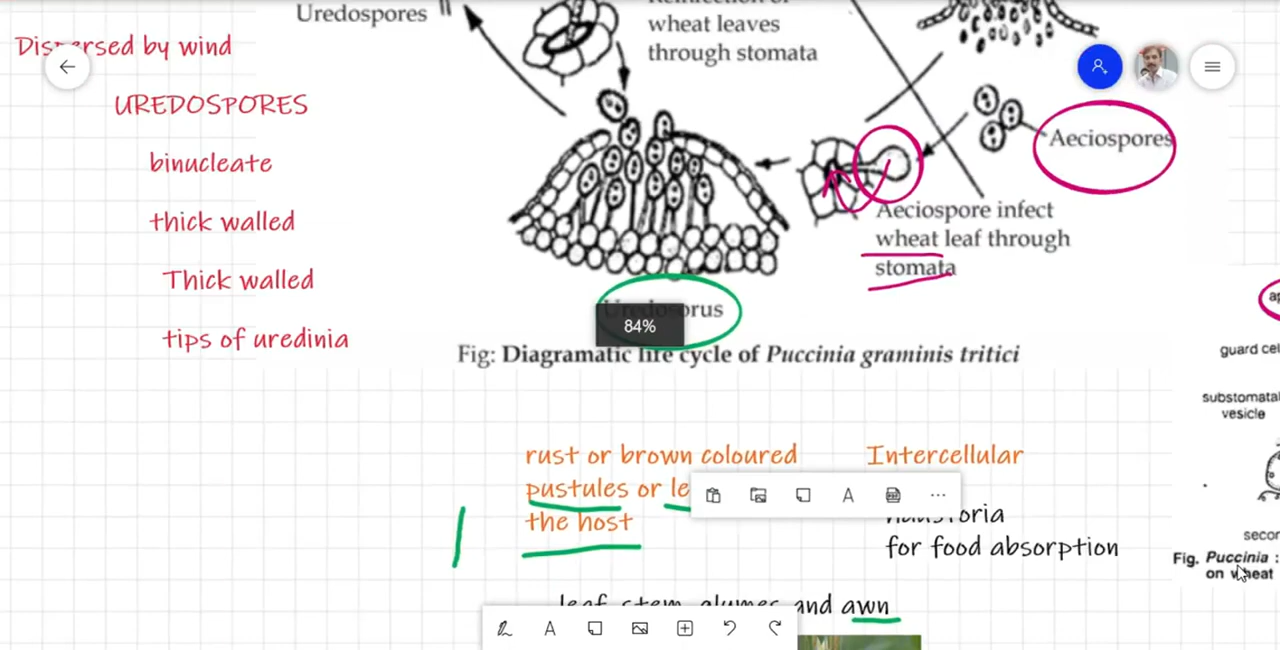 Uredospores
wheat leaves
through stomata
Dispersed by wind
UREDOSPORES
binucleate
thick walled
Thick walled
tips of uredinia
Aeciospores
Aeciospore infect
wheat leaf through
stomata
Uredosorus
84%
Fig: Diagramatic life cycle of Puccinia graminis tritici
guard cel
substomatal
vesicle
rust or brown coloured
pustules or le
the host
Intercellular
haustoria
for food absorption
leaf, stem, glumes and awn
secon
Fig. Puccinia :
on wheat